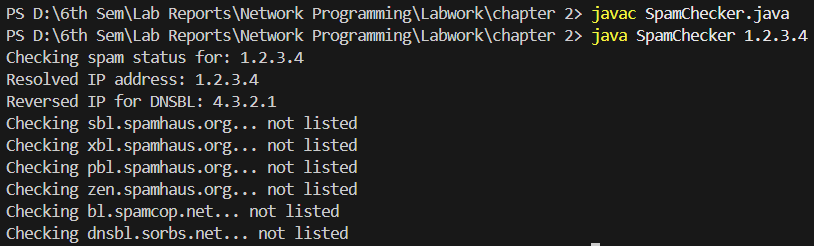 PS D:\6th Sem\Lab Reports\Network Programming\Labwork\chapter 2> javac SpamChecker.java
PS D:\6th Sem\Lab Reports\Network Programming\Labwork\chapter 2> java SpamChecker 1.2.3.4
Checking spam status for: 1.2.3.4
Resolved IP address: 1.2.3.4
Reversed IP for DNSBL: 4.3.2.1
Checking sbl.spamhaus.org... not listed
Checking xbl.spamhaus.org... not listed
Checking pbl.spamhaus.org... not listed
Checking zen.spamhaus.org... not listed
Checking bl.spamcop.net... not listed
Checking dnsbl.sorbs.net... not listed